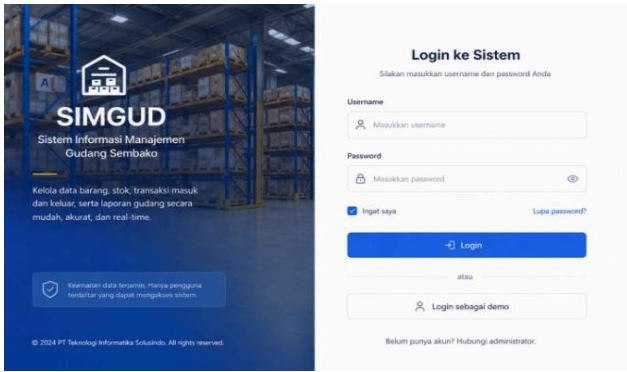 A
SIMGUD
Sistem Informasi Manajemen
Gudang Sembako
Kelola data barang, stok, transaksi masuk
dan keluar, serta laporan gudang secara
mudah, akurat, dan real-time.
Keamanan data terjamin. Hanya pengguna
terdaftar yang dapat mengakses sistem.
© 2024 PT Teknologi Informatika Solusindo. All rights reserved.
Login ke Sistem
Silakan masukkan username dan password Anda
Username
Masukkan username
Password
Masukkan password
Ingat saya
Lupa password?
Login
atau
Login sebagai demo
Belum punya akun? Hubungi administrator.